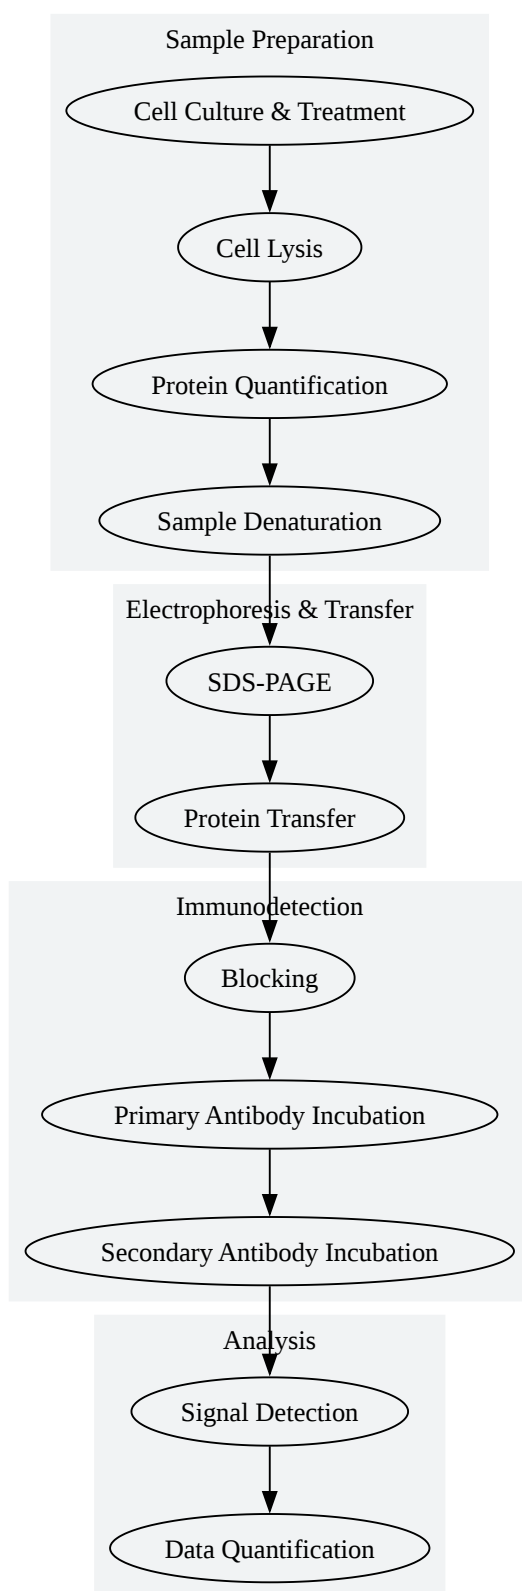 Sample Preparation
Cell Culture & Treatment
Cell Lysis
Protein Quantification
Sample Denaturation
Electrophoresis & Transfer
SDS-PAGE
Protein Transfer
Immunodetection
Blocking
Primary Antibody Incubation
Secondary Antibody Incubation
Analysis
Signal Detection
Data Quantification